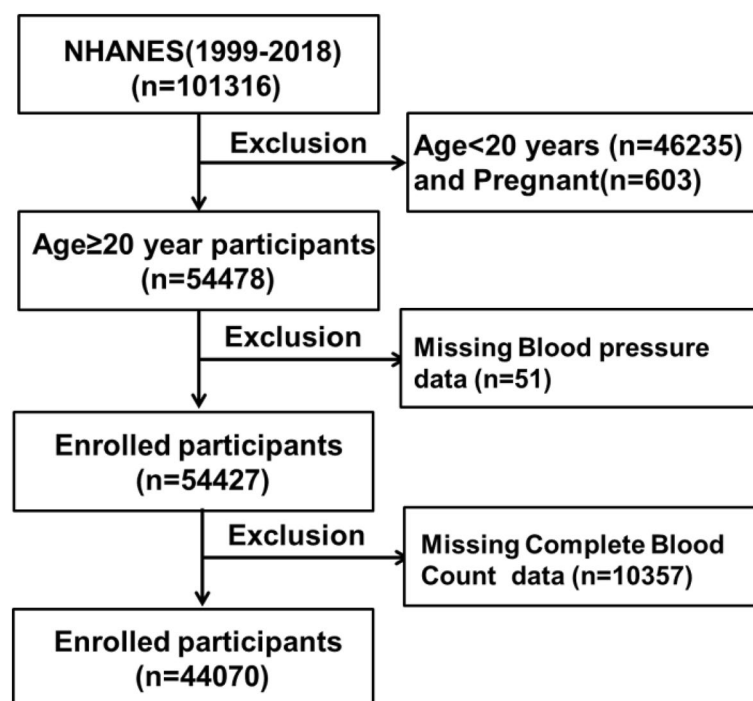 NHANES(1999-2018)
(n=101316)
Exclusion
Age<20 years (n=46235)
and Pregnant(n=603)
Age≥20 year participants
(n=54478)
Exclusion
Missing Blood pressure
data (n=51)
Enrolled participants
(n=54427)
Exclusion
Missing Complete Blood
Count data (n=10357)
Enrolled participants
(n=44070)